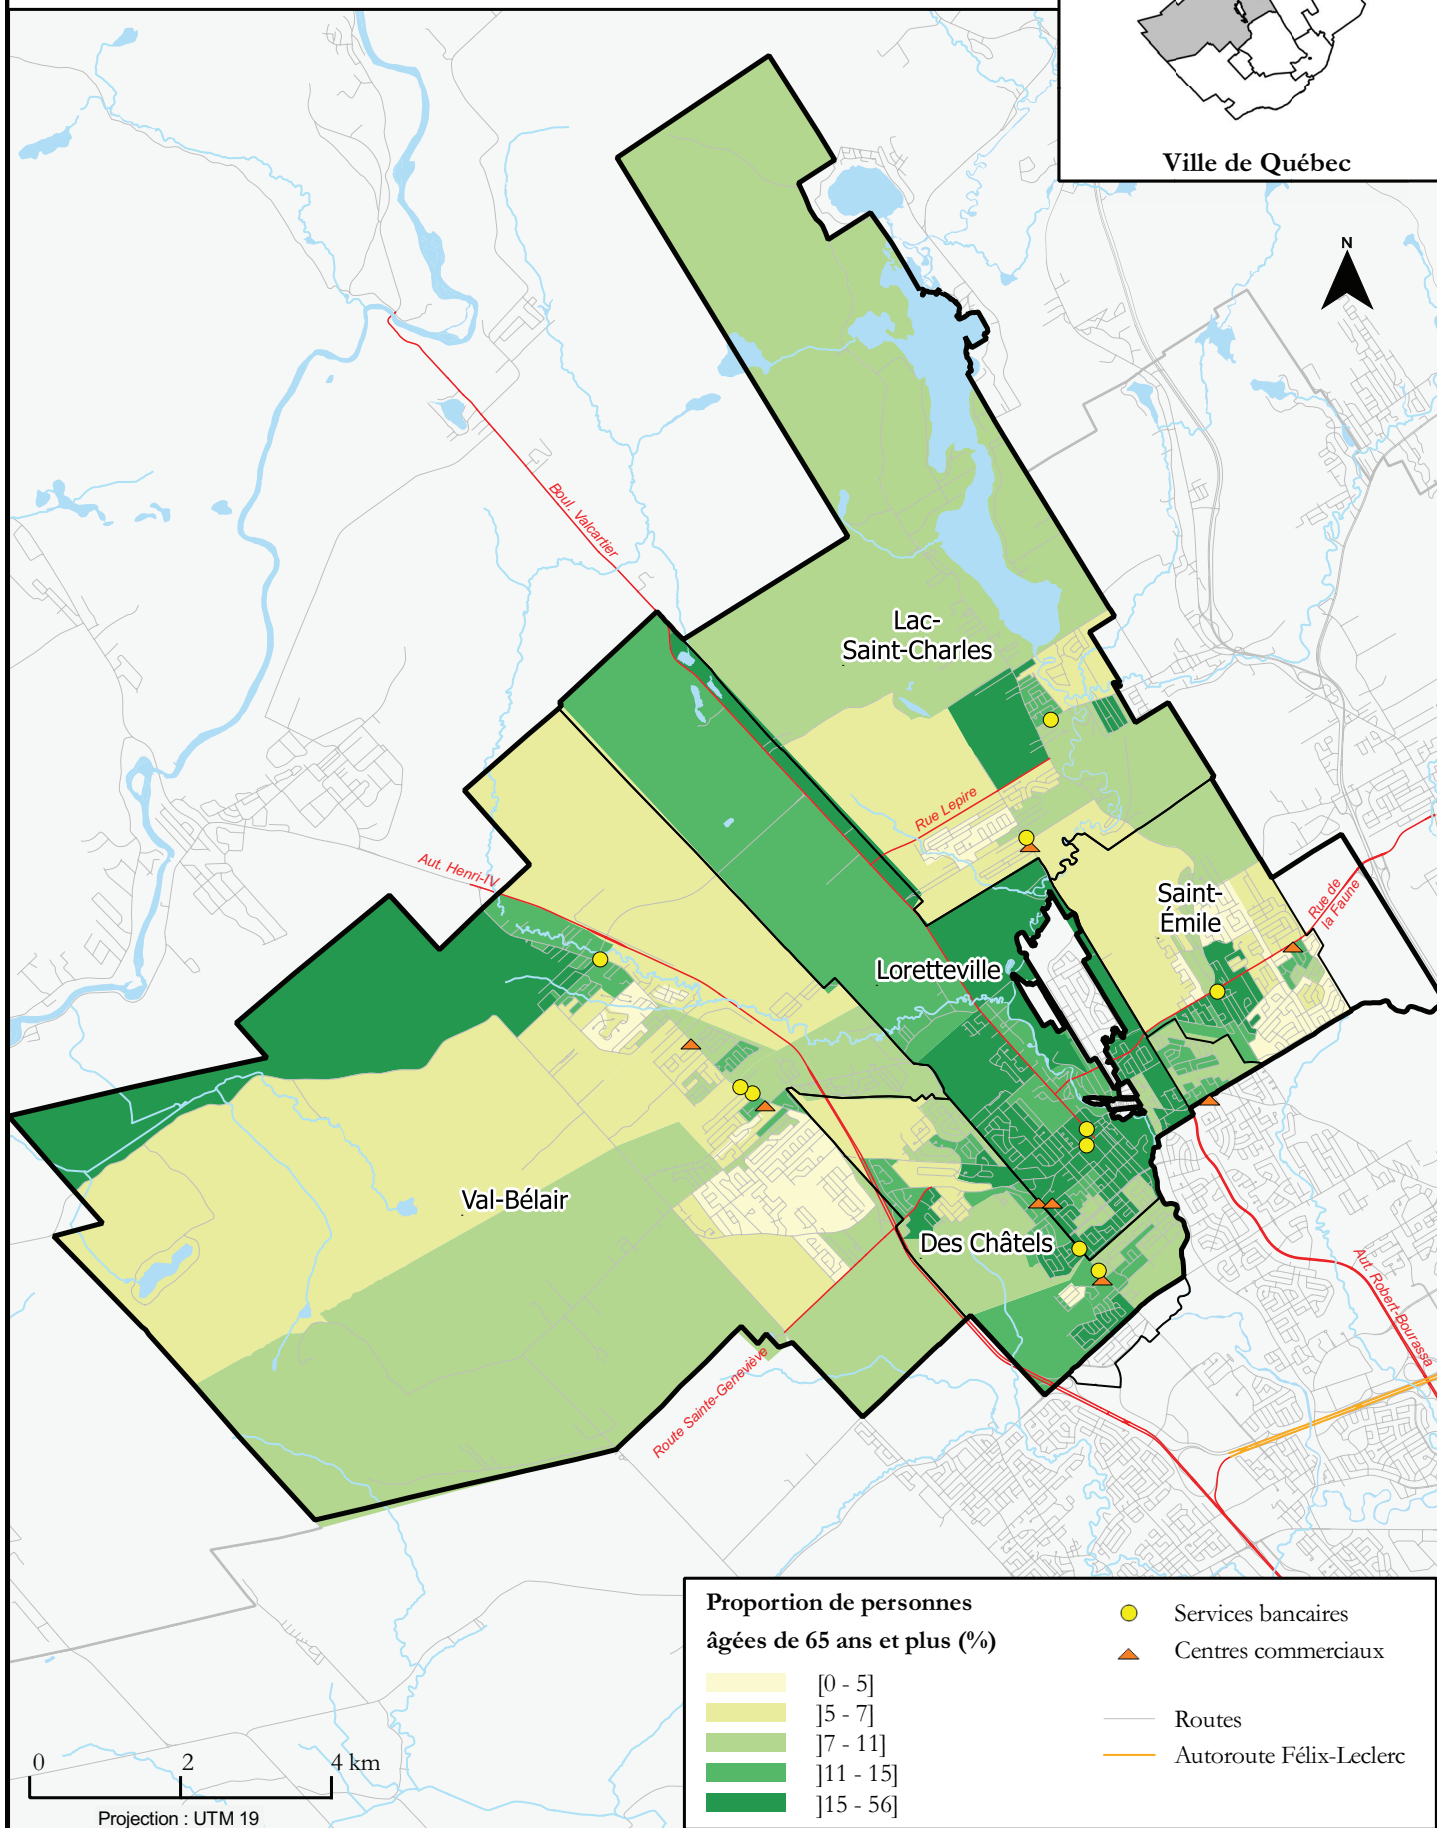 Ville de Québec
N
Boul. Valcartier
Lac-
Saint-Charles
Rue Lepire
Aut. Henri-IV
Saint-
Émile
Rue de
la Faune
Loretteville
Val-Bélair
Des Châtels
Aut. Robert-Bourassa
Route Sainte-Geneviève
Proportion de personnes
âgées de 65 ans et plus (%)
[0 - 5]
]5 - 7]
]7 - 11]
]11 - 15]
]15 - 56]
Services bancaires
Centres commerciaux
Routes
Autoroute Félix-Leclerc
0 2 4 km
Projection : UTM 19